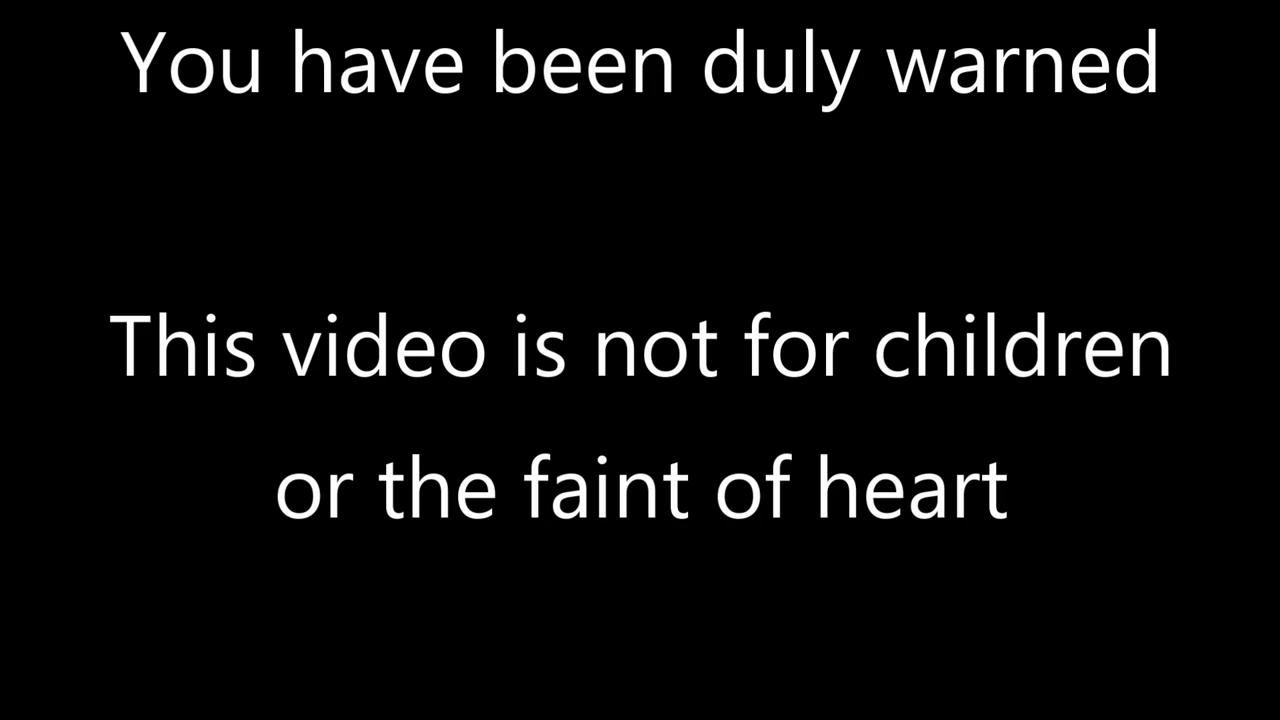 You have been duly warned
This video is not for children
or the faint of heart